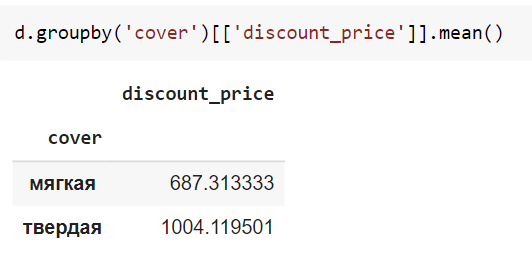 d.groupby('cover')[['discount_price']].mean()
discount_price
cover
мягкая 687.313333
твердая 1004.119501